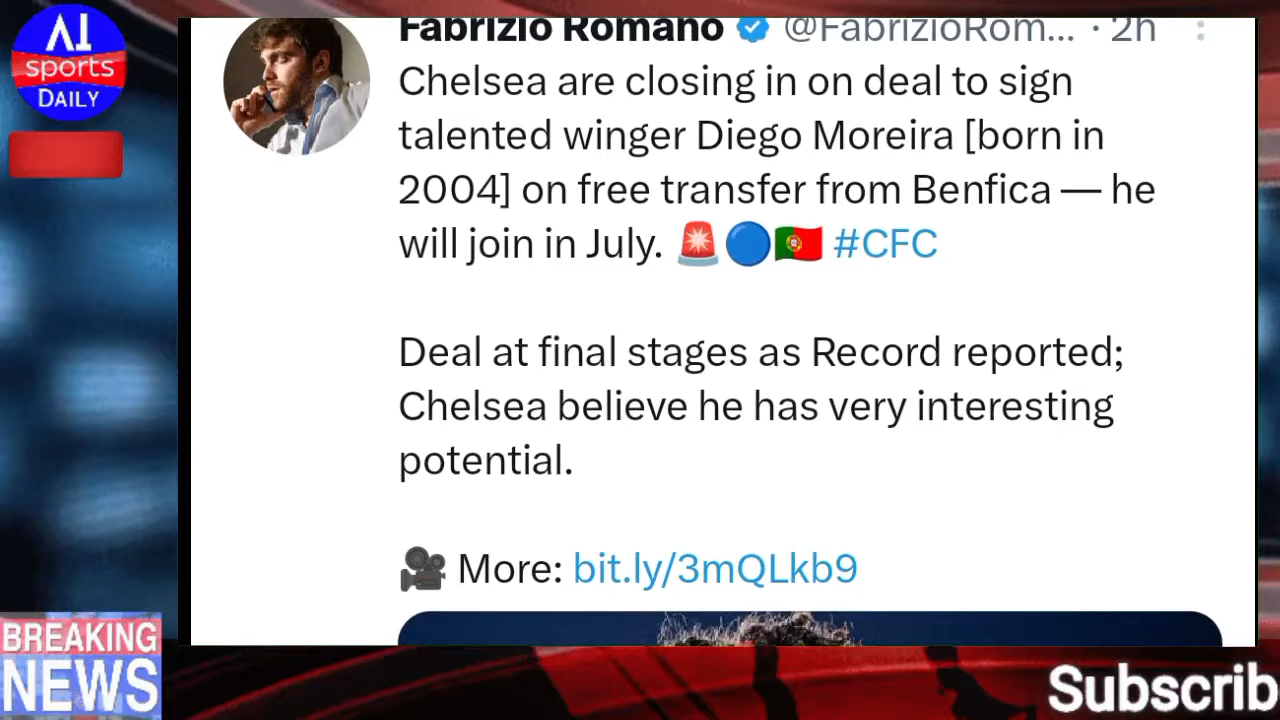 AI
sports
DAILY
Fabrizio Romano @FabrizioRom... · 2h
Chelsea are closing in on deal to sign
talented winger Diego Moreira [born in
2004] on free transfer from Benfica — he
will join in July. 🚨🔵🇵🇹 #CFC
Deal at final stages as Record reported;
Chelsea believe he has very interesting
potential.
🎥 More: bit.ly/3mQLkb9
BREAKING
NEWS
Subscrib